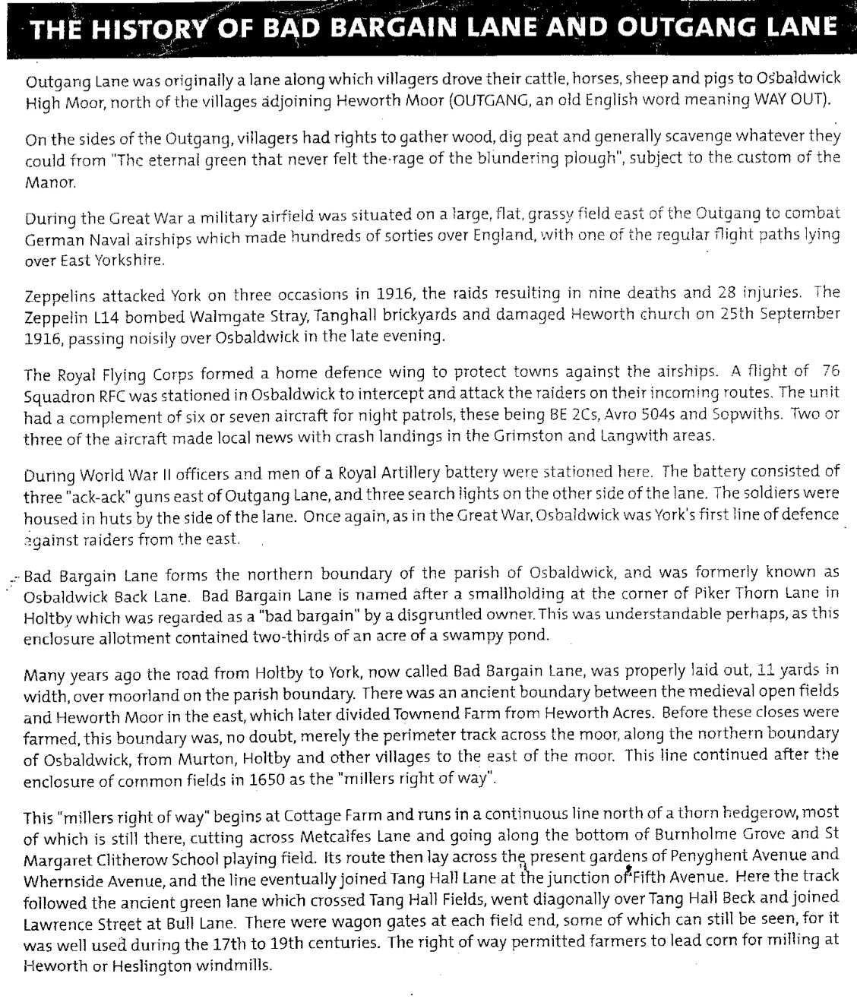 THE HISTORY OF BAD BARGAIN LANE AND OUTGANG LANE
Outgang Lane was originally a lane along which villagers drove their cattle, horses, sheep and pigs to Osbaldwick
High Moor, north of the villages adjoining Heworth Moor (OUTGANG, an old English word meaning WAY OUT).
On the sides of the Outgang, villagers had rights to gather wood, dig peat and generally scavenge whatever they
could from "The eternal green that never felt the rage of the blundering plough", subject to the custom of the
Manor.
During the Great War a military airfield was situated on a large, flat, grassy field east of the Outgang to combat
German Naval airships which made hundreds of sorties over England, with one of the regular flight paths lying
over East Yorkshire.
Zeppelins attacked York on three occasions in 1916, the raids resulting in nine deaths and 28 injuries. The
Zeppelin L14 bombed Walmgate Stray, Tanghall brickyards and damaged Heworth church on 25th September
1916, passing noisily over Osbaldwick in the late evening.
The Royal Flying Corps formed a home defence wing to protect towns against the airships. A flight of 76
Squadron RFC was stationed in Osbaldwick to intercept and attack the raiders on their incoming routes. The unit
had a complement of six or seven aircraft for night patrols, these being BE 2Cs, Avro 504s and Sopwiths. Two or
three of the aircraft made local news with crash landings in the Grimston and Langwith areas.
During World War II officers and men of a Royal Artillery battery were stationed here. The battery consisted of
three "ack-ack" guns east of Outgang Lane, and three search lights on the other side of the lane. The soldiers were
housed in huts by the side of the lane. Once again, as in the Great War, Osbaldwick was York's first line of defence
against raiders from the east.
Bad Bargain Lane forms the northern boundary of the parish of Osbaldwick, and was formerly known as
Osbaldwick Back Lane. Bad Bargain Lane is named after a smallholding at the corner of Piker Thorn Lane in
Holtby which was regarded as a "bad bargain" by a disgruntled owner. This was understandable perhaps, as this
enclosure allotment contained two-thirds of an acre of a swampy pond.
Many years ago the road from Holtby to York, now called Bad Bargain Lane, was properly laid out, 11 yards in
width, over moorland on the parish boundary. There was an ancient boundary between the medieval open fields
and Heworth Moor in the east, which later divided Townend Farm from Heworth Acres. Before these closes were
farmed, this boundary was, no doubt, merely the perimeter track across the moor, along the northern boundary
of Osbaldwick, from Murton, Holtby and other villages to the east of the moor. This line continued after the
enclosure of common fields in 1650 as the "millers right of way".
This "millers right of way" begins at Cottage Farm and runs in a continuous line north of a thorn hedgerow, most
of which is still there, cutting across Metcalfes Lane and going along the bottom of Burnholme Grove and St
Margaret Clitherow School playing field. Its route then lay across the present gardens of Penyghent Avenue and
Whernside Avenue, and the line eventually joined Tang Hall Lane at the junction of Fifth Avenue. Here the track
followed the ancient green lane which crossed Tang Hall Fields, went diagonally over Tang Hall Beck and joined
Lawrence Street at Bull Lane. There were wagon gates at each field end, some of which can still be seen, for it
was well used during the 17th to 19th centuries. The right of way permitted farmers to lead corn for milling at
Heworth or Heslington windmills.